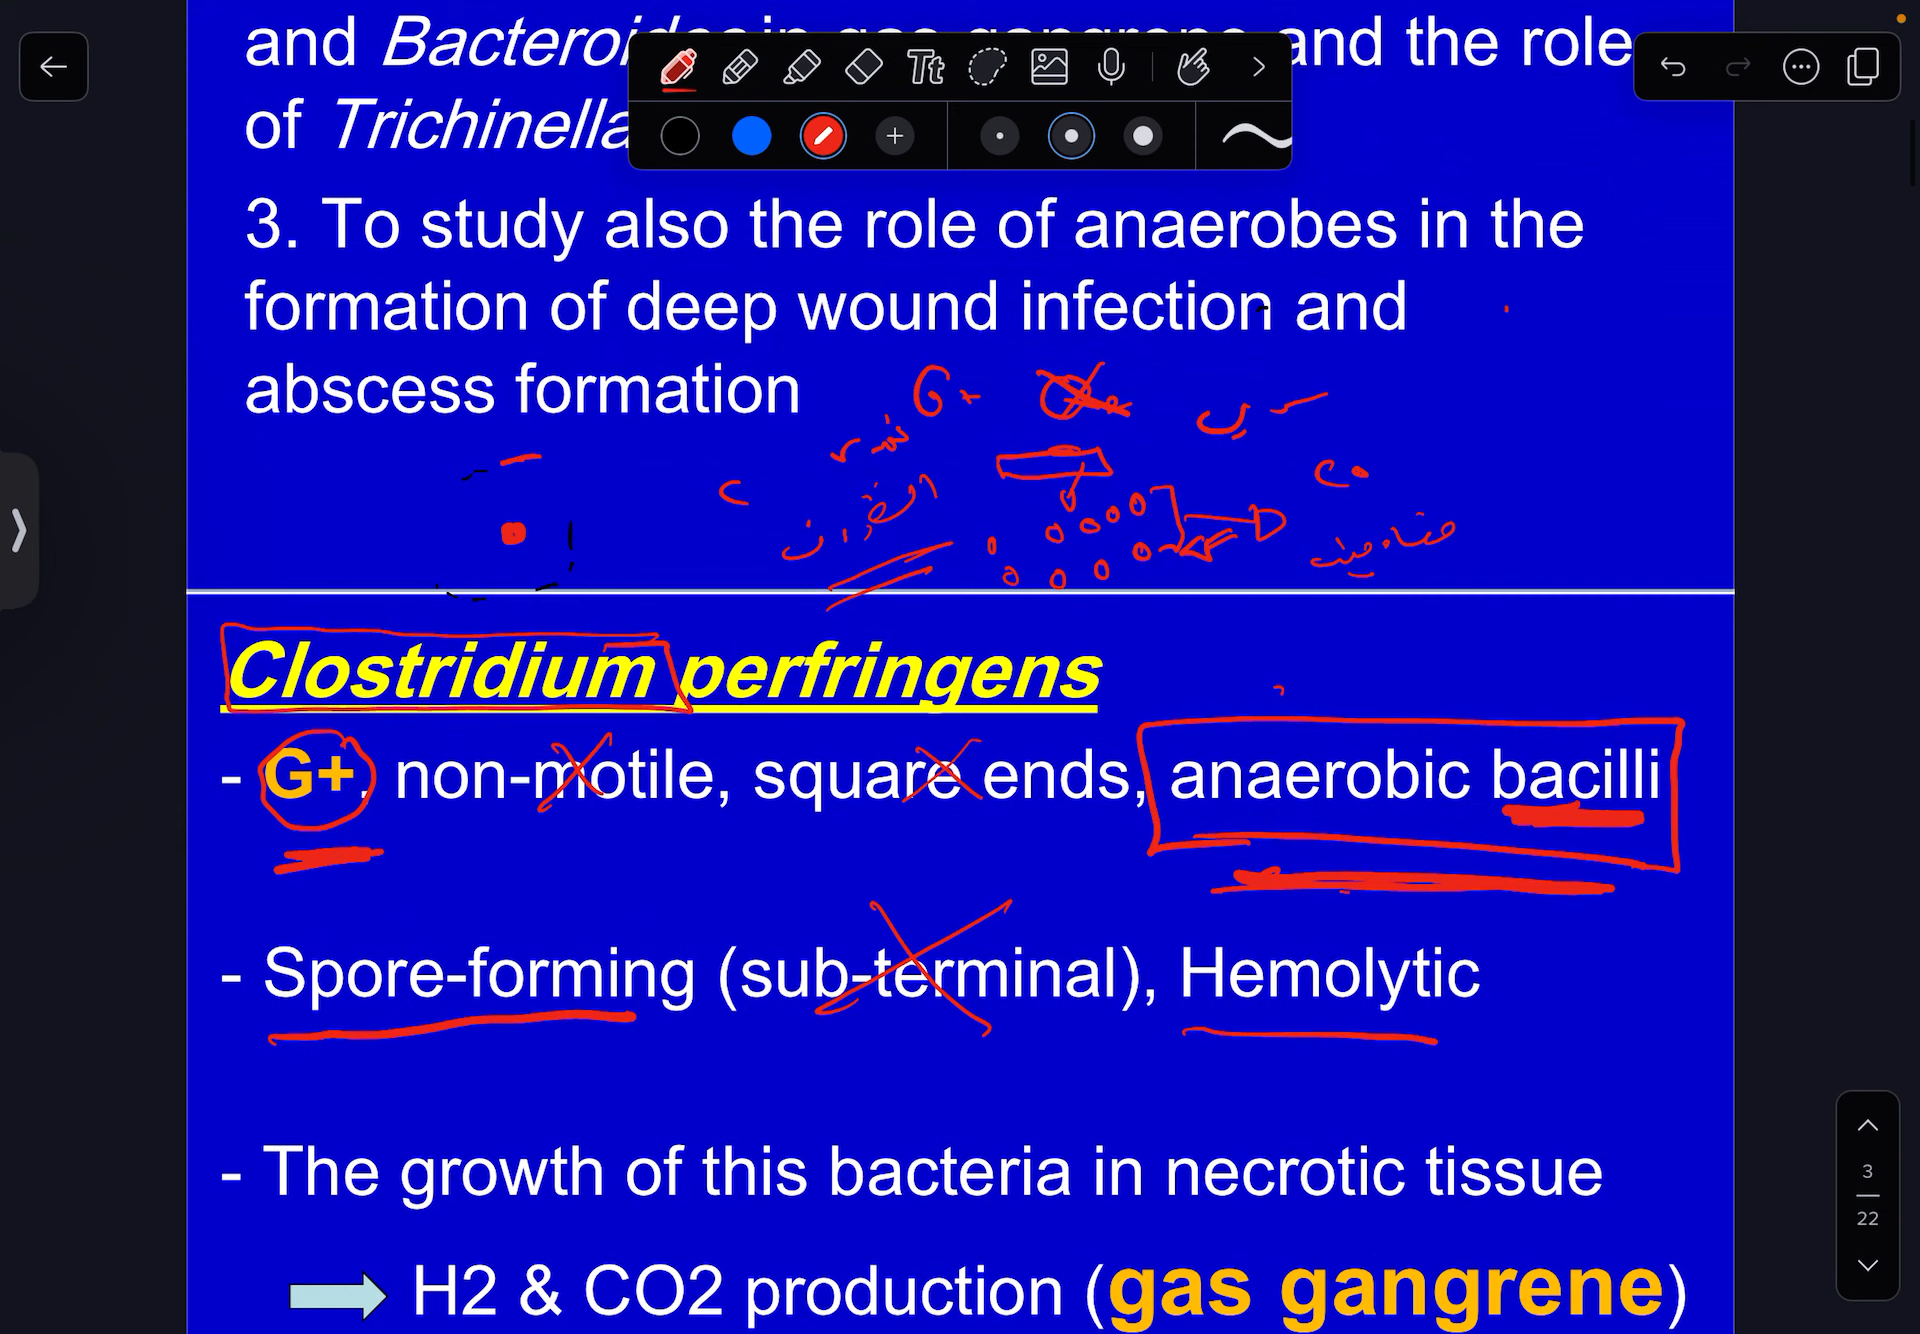 and Bacteroides in gas gangrene and the role
of Trichinella
3. To study also the role of anaerobes in the
formation of deep wound infection and
abscess formation
G+
Clostridium perfringens
- G+, non-motile, square ends, anaerobic bacilli
- Spore-forming (sub-terminal), Hemolytic
- The growth of this bacteria in necrotic tissue
H2 & CO2 production (gas gangrene)
Tt
3
22